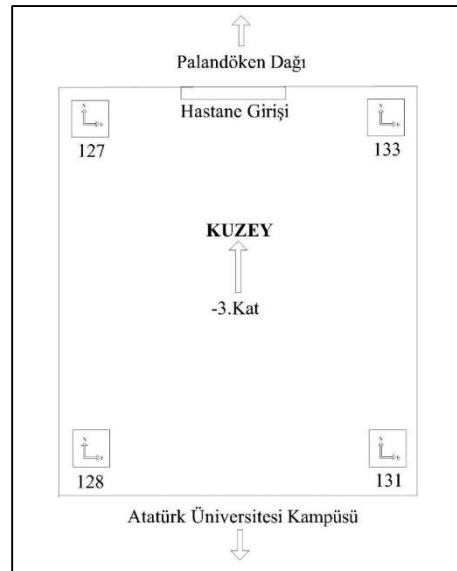 Palandöken Dağı
Hastane Girişi
127
133
KUZEY
-3.Kat
128
131
Atatürk Üniversitesi Kampüsü